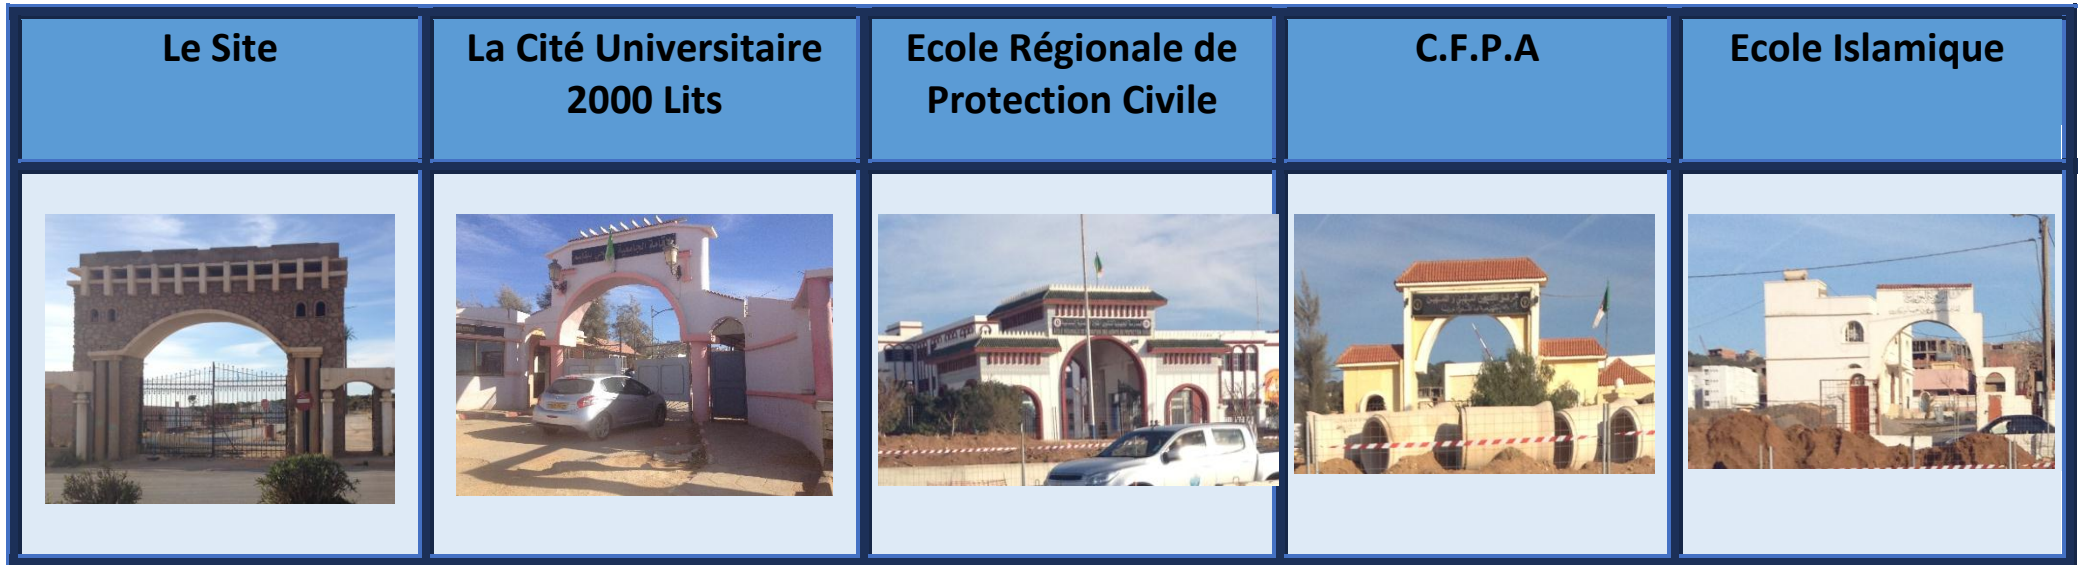 Le Site
La Cité Universitaire
2000 Lits
Ecole Régionale de
Protection Civile
C.F.P.A
Ecole Islamique